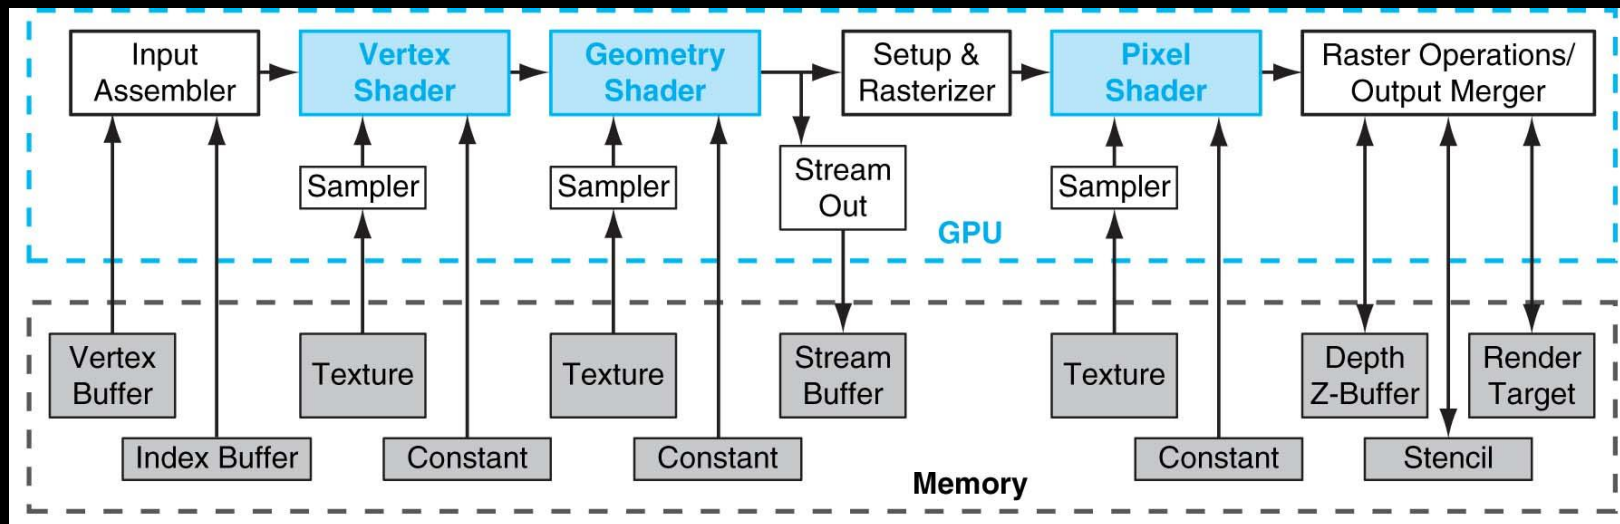 Input
Assembler
Vertex
Shader
Geometry
Shader
Setup &
Rasterizer
Pixel
Shader
Raster Operations/
Output Merger
Sampler
Sampler
Stream
Out
Sampler
GPU
Vertex
Buffer
Texture
Texture
Stream
Buffer
Texture
Depth
Z-Buffer
Render
Target
Index Buffer
Constant
Constant
Constant
Stencil
Memory